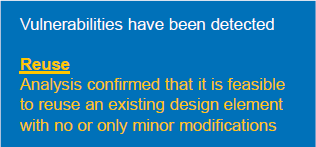 Vulnerabilities have been detected
Reuse
Analysis confirmed that it is feasible
to reuse an existing design element
with no or only minor modifications